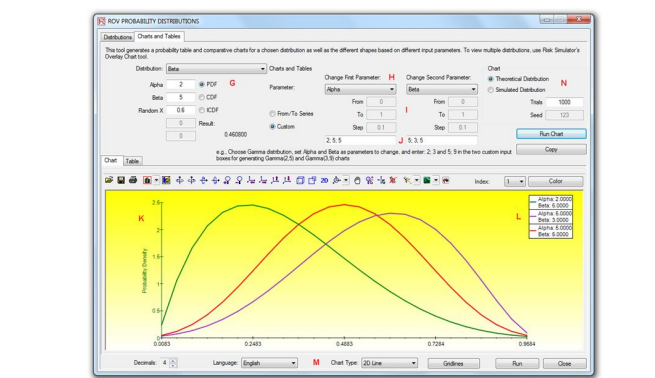 ROV PROBABILITY DISTRIBUTIONS
Distributions Charts and Tables
This tool generates a probability table and comparative charts for a chosen distribution as well as the different shapes based on different input parameters. To view multiple distributions, use Risk Simulator's
Overlay Chart tool.
Distribution: Beta
Charts and Tables
Chart
Alpha 2 PDF G
Parameter:
Change First Parameter: H Change Second Parameter:
Theoretical Distribution
Alpha Beta
Simulated Distribution N
Beta 5 CDF
From 0 From 0
Trials 1000
Random X 0.6 ICDF
From/To Series
To 1 I To 1
Seed 123
0 Result:
Custom
Step 0.1 Step 0.1
Run Chart
0 0.460800
2; 5; 5 J 5; 3; 5
Copy
e.g., Choose Gamma distribution, set Alpha and Beta as parameters to change, and enter: 2; 3 and 5; 9 in the two custom input
boxes for generating Gamma(2,5) and Gamma(3,9) charts
Chart Table
2D Index: 1 Color
K
L
Alpha: 2.0000
Beta: 5.0000
Alpha: 5.0000
Beta: 3.0000
Alpha: 5.0000
Beta: 5.0000
Probability Density
2.5
2
1
0.5
0
0.0083 0.2483 0.4883 0.7284 0.9684
Decimals: 4 Language: English M Chart Type: 2D Line Gridlines Run Close